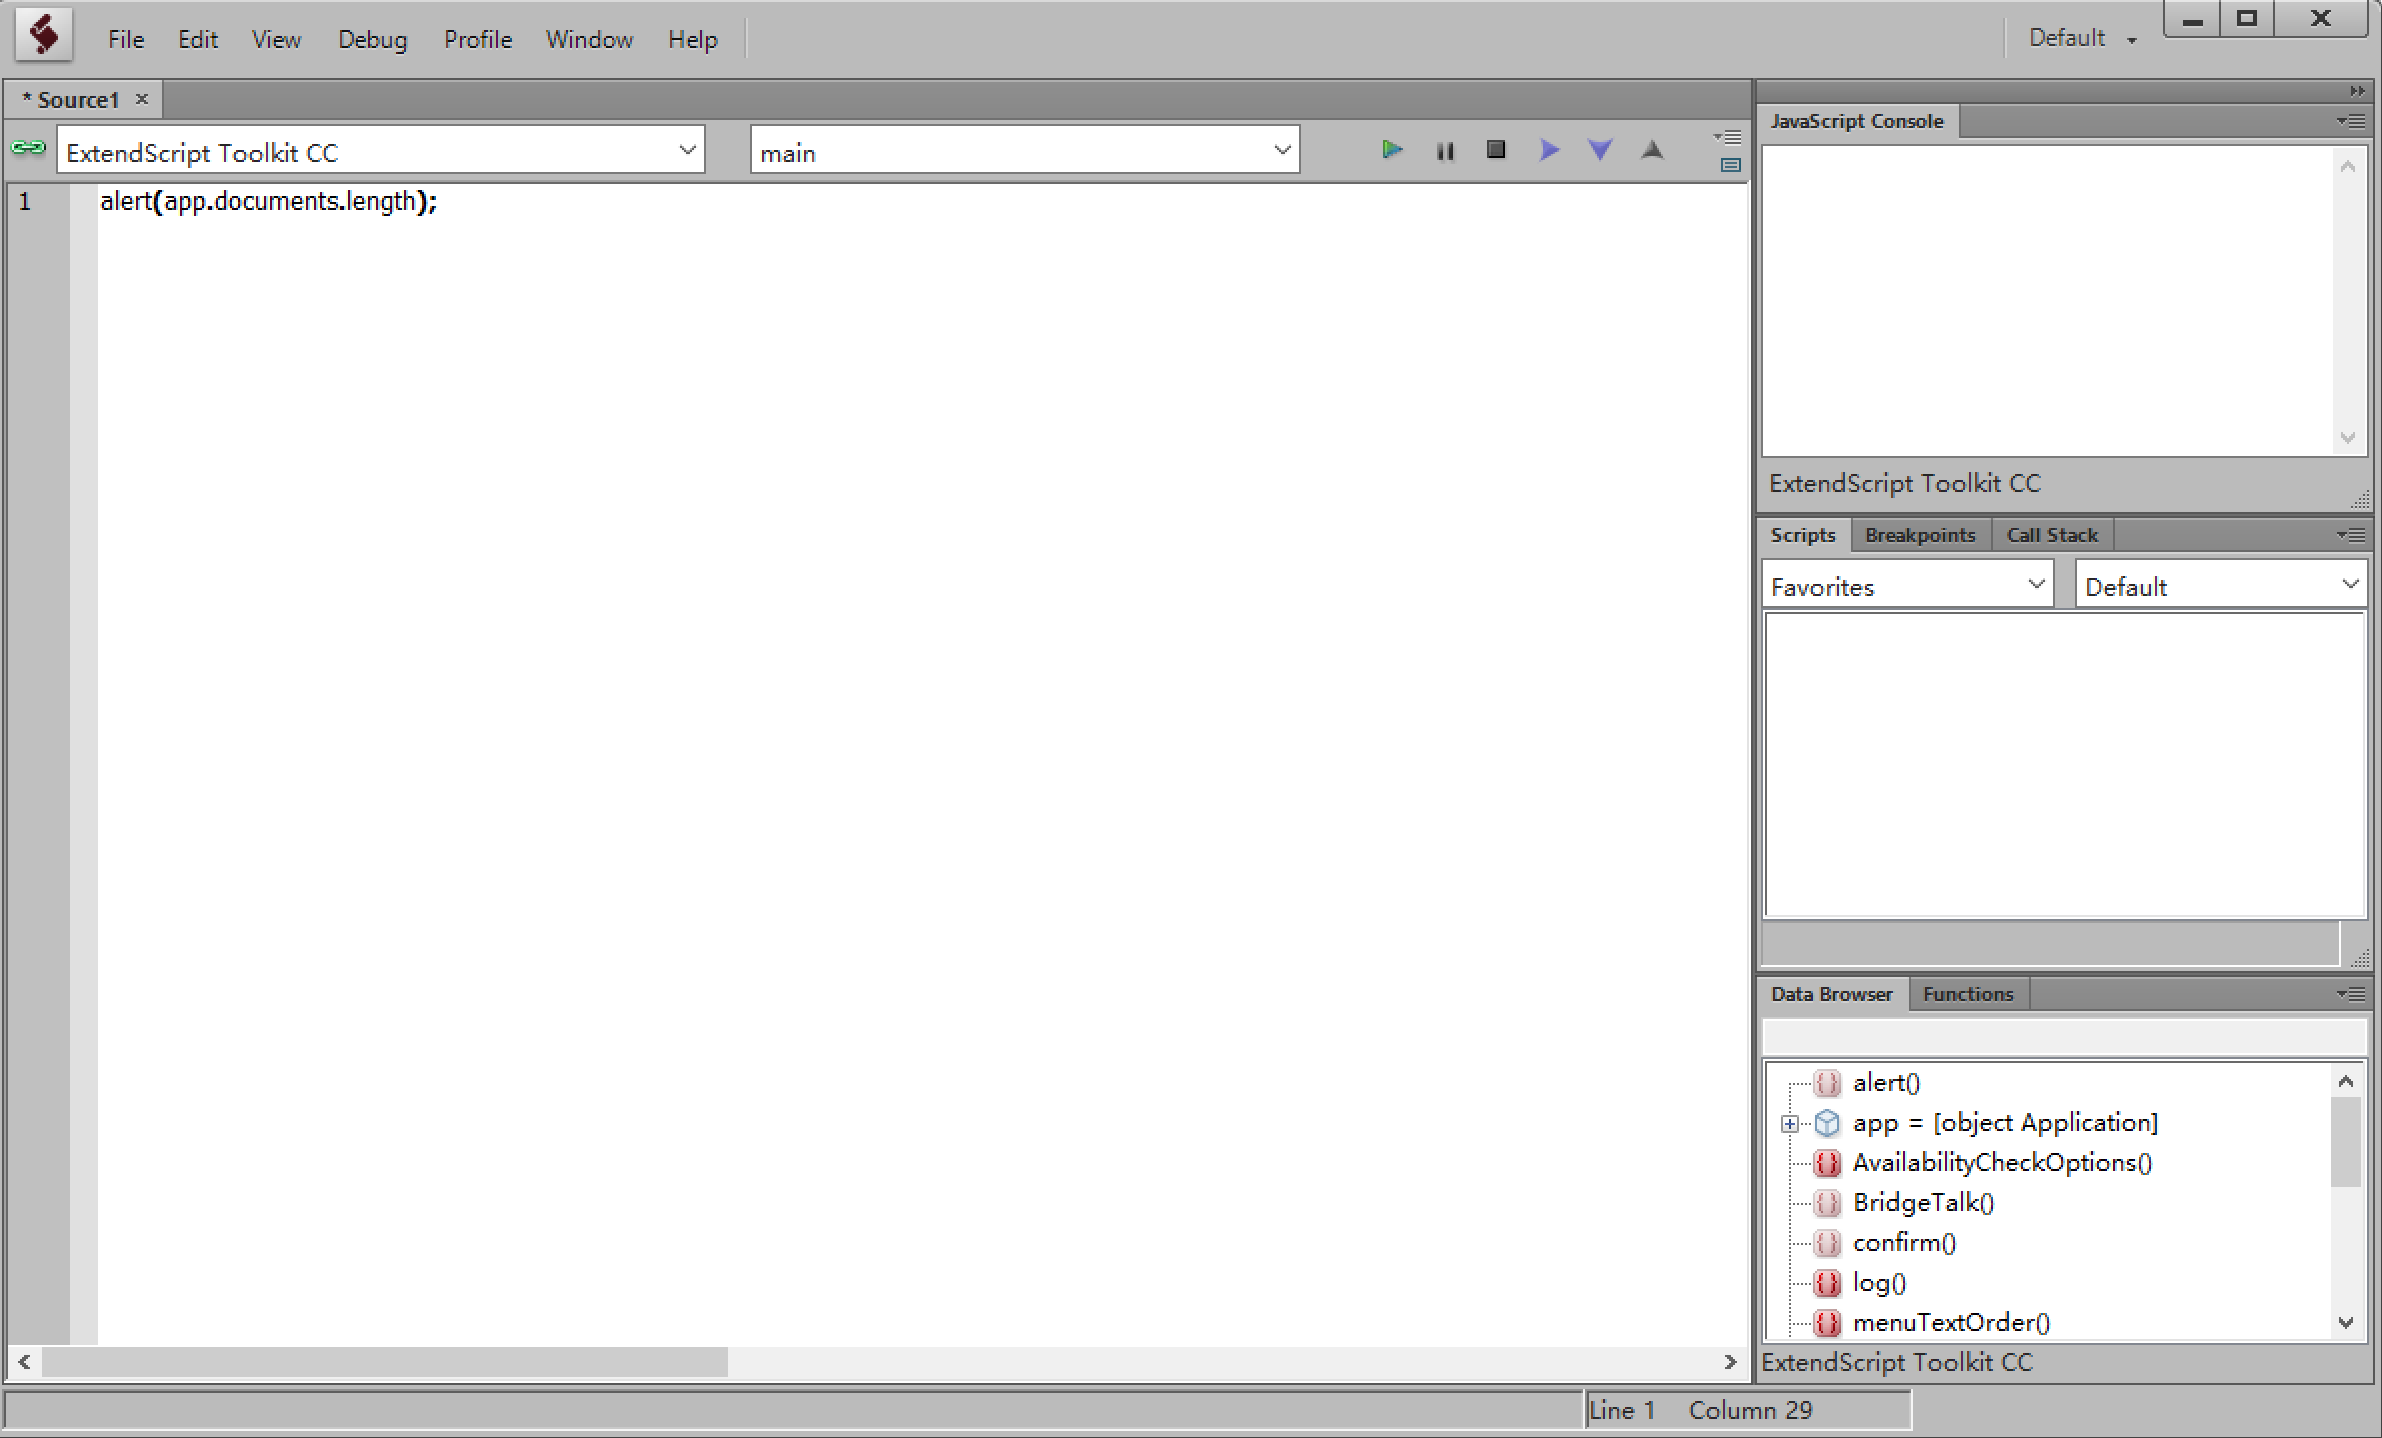 File Edit View Debug Profile Window Help Default
* Source1
ExtendScript Toolkit CC main
1 alert(app.documents.length);
JavaScript Console
ExtendScript Toolkit CC
Scripts Breakpoints Call Stack
Favorites Default
Data Browser Functions
alert()
app = [object Application]
AvailabilityCheckOptions()
BridgeTalk()
confirm()
log()
menuTextOrder()
ExtendScript Toolkit CC
Line 1 Column 29